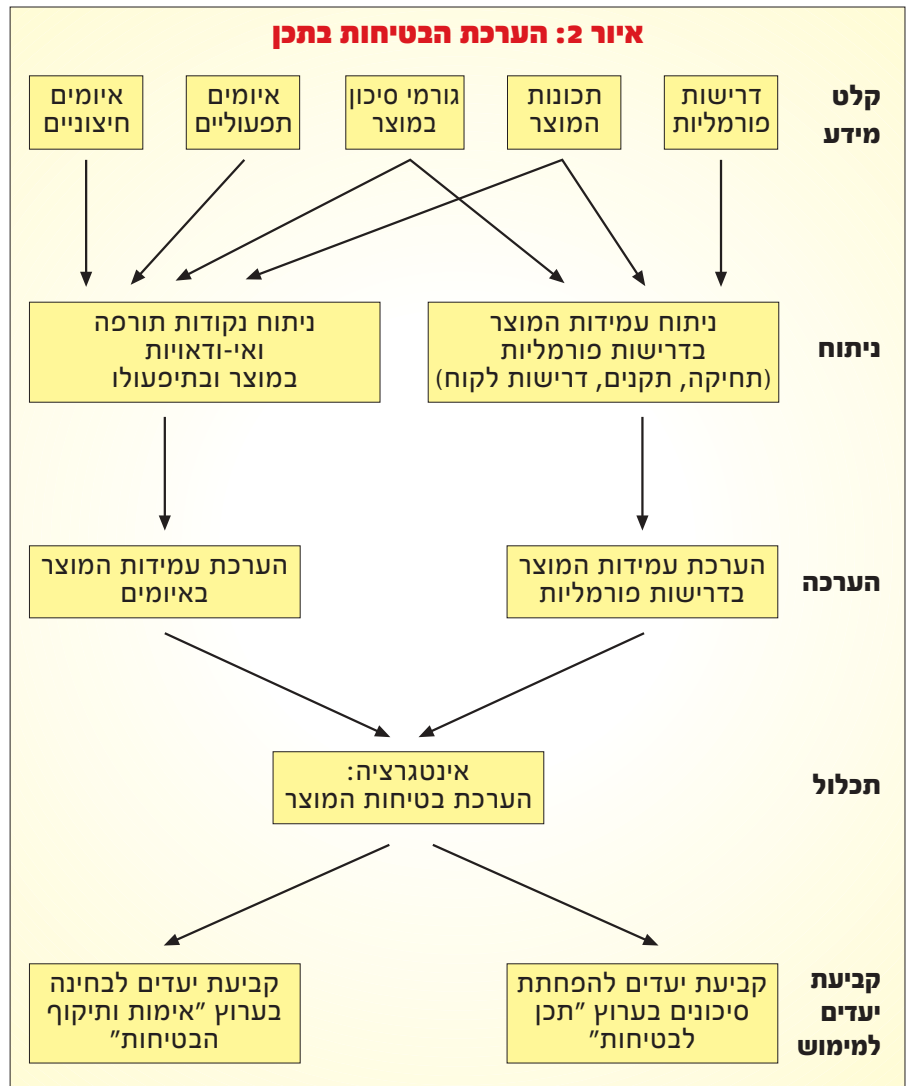 איור 2: הערכת הבטיחות בתכן
קלט
מידע
דרישות
פורמליות
תכונות
המוצר
גורמי סיכון
במוצר
איומים
תפעוליים
איומים
חיצוניים
ניתוח
ניתוח עמידות המוצר
בדרישות פורמליות
(תחיקה, תקנים, דרישות לקוח)
ניתוח נקודות תורפה
ואי-ודאויות
במוצר ובתיפעולו
הערכה
הערכת עמידות המוצר
בדרישות פורמליות
הערכת עמידות המוצר
באיומים
תכלול
אינטגרציה:
הערכת בטיחות המוצר
קביעת
יעדים
למימוש
קביעת יעדים להפחתת
סיכונים בערוץ "תכן
לבטיחות"
קביעת יעדים לבחינה
בערוץ "אימות ותיקוף
הבטיחות"